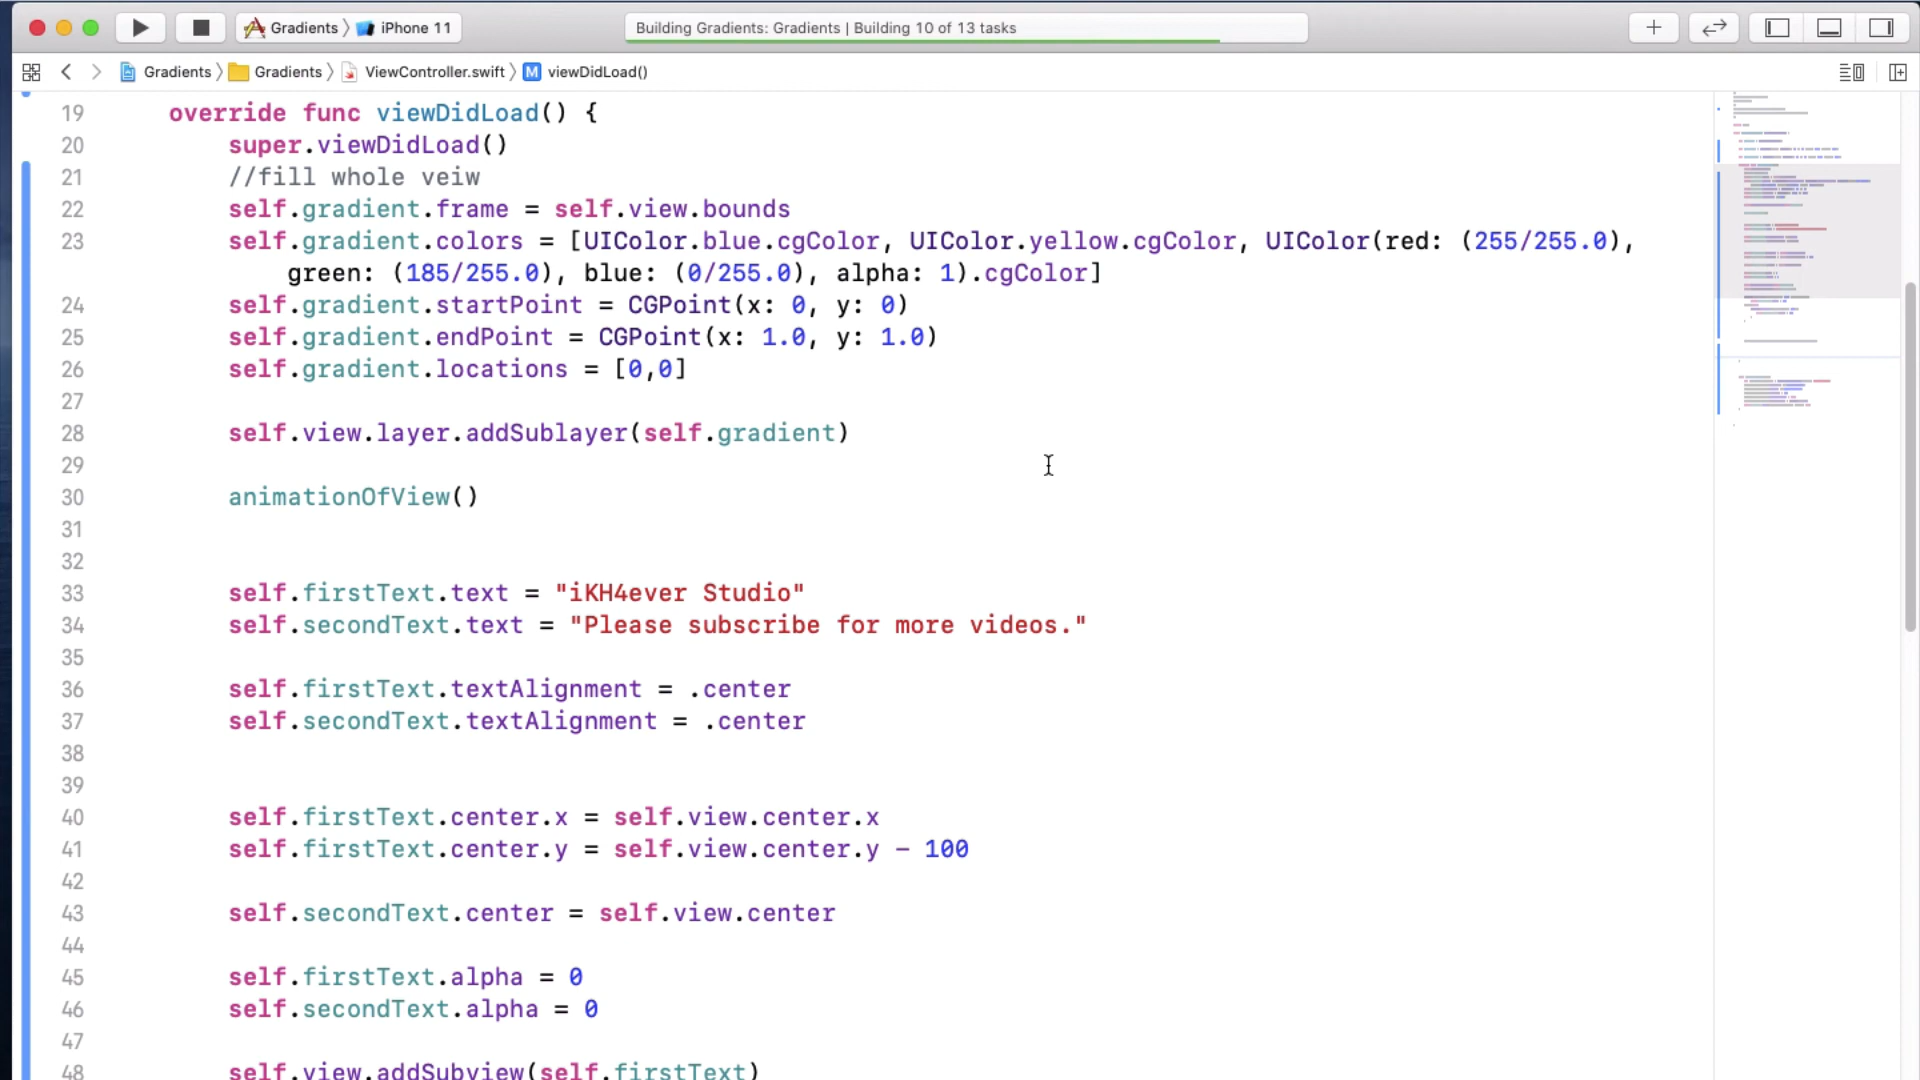 Gradients iPhone 11
Building Gradients: Gradients | Building 10 of 13 tasks
Gradients Gradients ViewController.swift M viewDidLoad()
19 override func viewDidLoad() {
20 super.viewDidLoad()
21 //fill whole veiw
22 self.gradient.frame = self.view.bounds
23 self.gradient.colors = [UIColor.blue.cgColor, UIColor.yellow.cgColor, UIColor(red: (255/255.0),
green: (185/255.0), blue: (0/255.0), alpha: 1).cgColor]
24 self.gradient.startPoint = CGPoint(x: 0, y: 0)
25 self.gradient.endPoint = CGPoint(x: 1.0, y: 1.0)
26 self.gradient.locations = [0,0]
27
28 self.view.layer.addSublayer(self.gradient)
29
30 animationOfView()
31
32
33 self.firstText.text = "iKH4ever Studio"
34 self.secondText.text = "Please subscribe for more videos."
35
36 self.firstText.textAlignment = .center
37 self.secondText.textAlignment = .center
38
39
40 self.firstText.center.x = self.view.center.x
41 self.firstText.center.y = self.view.center.y - 100
42
43 self.secondText.center = self.view.center
44
45 self.firstText.alpha = 0
46 self.secondText.alpha = 0
47
48 self.view.addSubview(self.firstText)